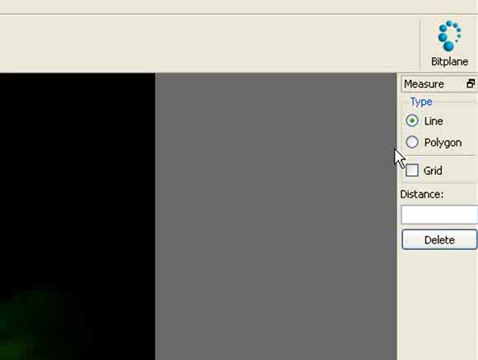 Bitplane
Measure
Type
Line
Polygon
Grid
Distance:
Delete